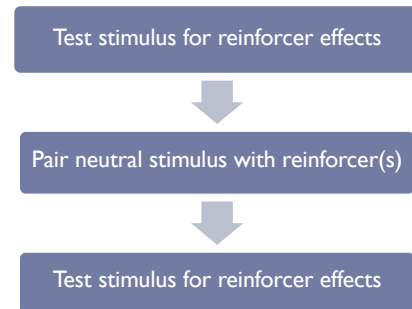 Test stimulus for reinforcer effects
Pair neutral stimulus with reinforcer(s)
Test stimulus for reinforcer effects